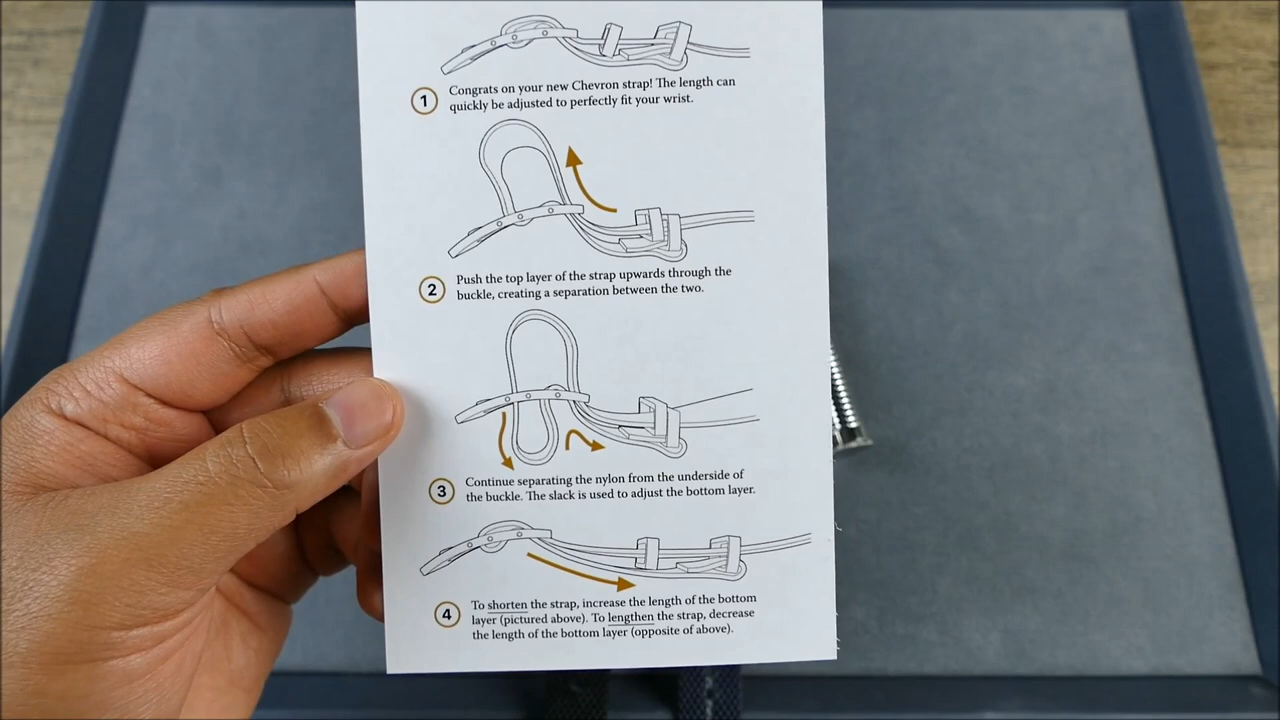 1
Congrats on your new Chevron strap! The length can
quickly be adjusted to perfectly fit your wrist.
2
Push the top layer of the strap upwards through the
buckle, creating a separation between the two.
3
Continue separating the nylon from the underside of
the buckle. The slack is used to adjust the bottom layer.
4
To shorten the strap, increase the length of the bottom
layer (pictured above). To lengthen the strap, decrease
the length of the bottom layer (opposite of above).